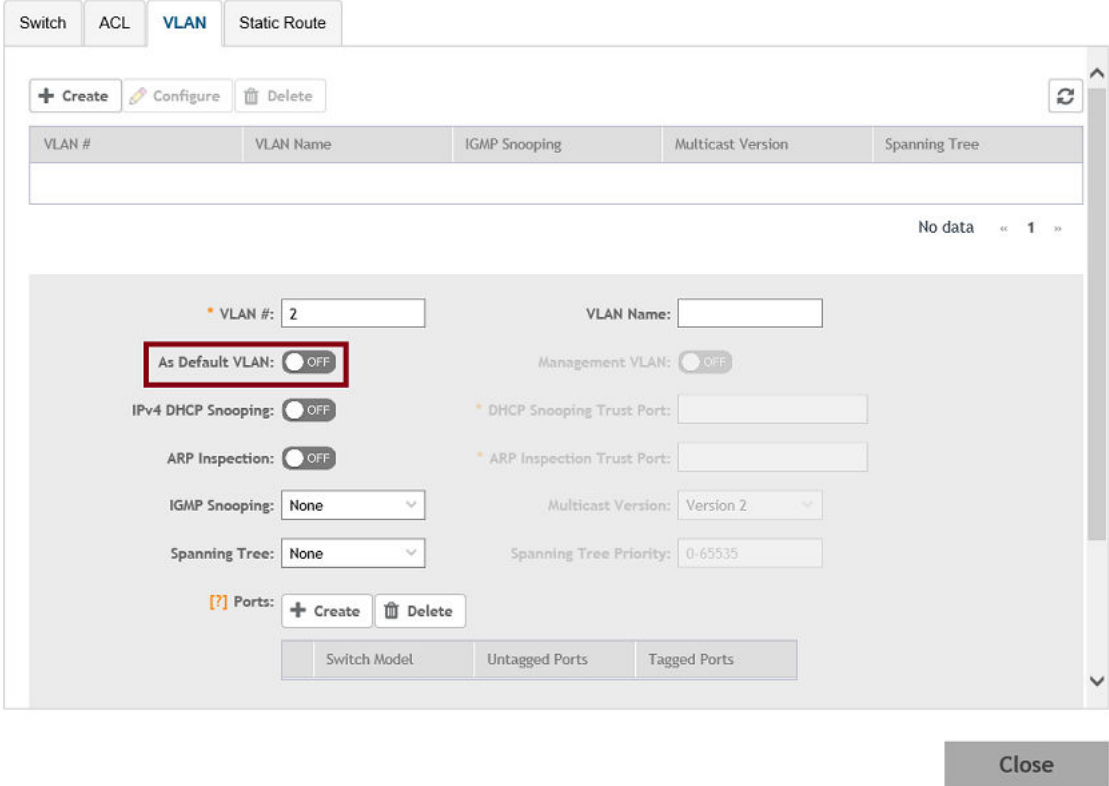 Switch ACL VLAN Static Route
+ Create Configure Delete
VLAN # VLAN Name IGMP Snooping Multicast Version Spanning Tree
No data « 1 »
* VLAN #: 2 VLAN Name:
As Default VLAN: OFF Management VLAN: OFF
IPv4 DHCP Snooping: OFF * DHCP Snooping Trust Port:
ARP Inspection: OFF * ARP Inspection Trust Port:
IGMP Snooping: None Multicast Version: Version 2
Spanning Tree: None Spanning Tree Priority: 0-65535
[?] Ports: + Create Delete
Switch Model Untagged Ports Tagged Ports
Close